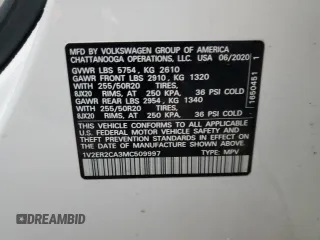 MFD BY VOLKSWAGEN GROUP OF AMERICA
CHATTANOOGA OPERATIONS, LLC. USA 06/2020
GVWR LBS 5754, KG 2610
GAWR FRONT LBS 2910, KG 1320
WITH 255/50R20 TIRES,
8JX20 RIMS, AT 250 KPA, 36 PSI COLD
GAWR REAR LBS 2954, KG 1340
WITH 255/50R20 TIRES,
8JX20 RIMS, AT 250 KPA, 36 PSI COLD
THIS VEHICLE CONFORMS TO ALL APPLICABLE
FEDERAL MOTOR VEHICLE SAFETY, BUMPER,
AND THEFT PREVENTION STANDARDS IN EFFECT
ON THE DATE OF MANUFACTURE SHOWN ABOVE.
1V2ER2CA3MC509997 TYPE: MPV
1650451 1
DREAMBID
DREAMBID